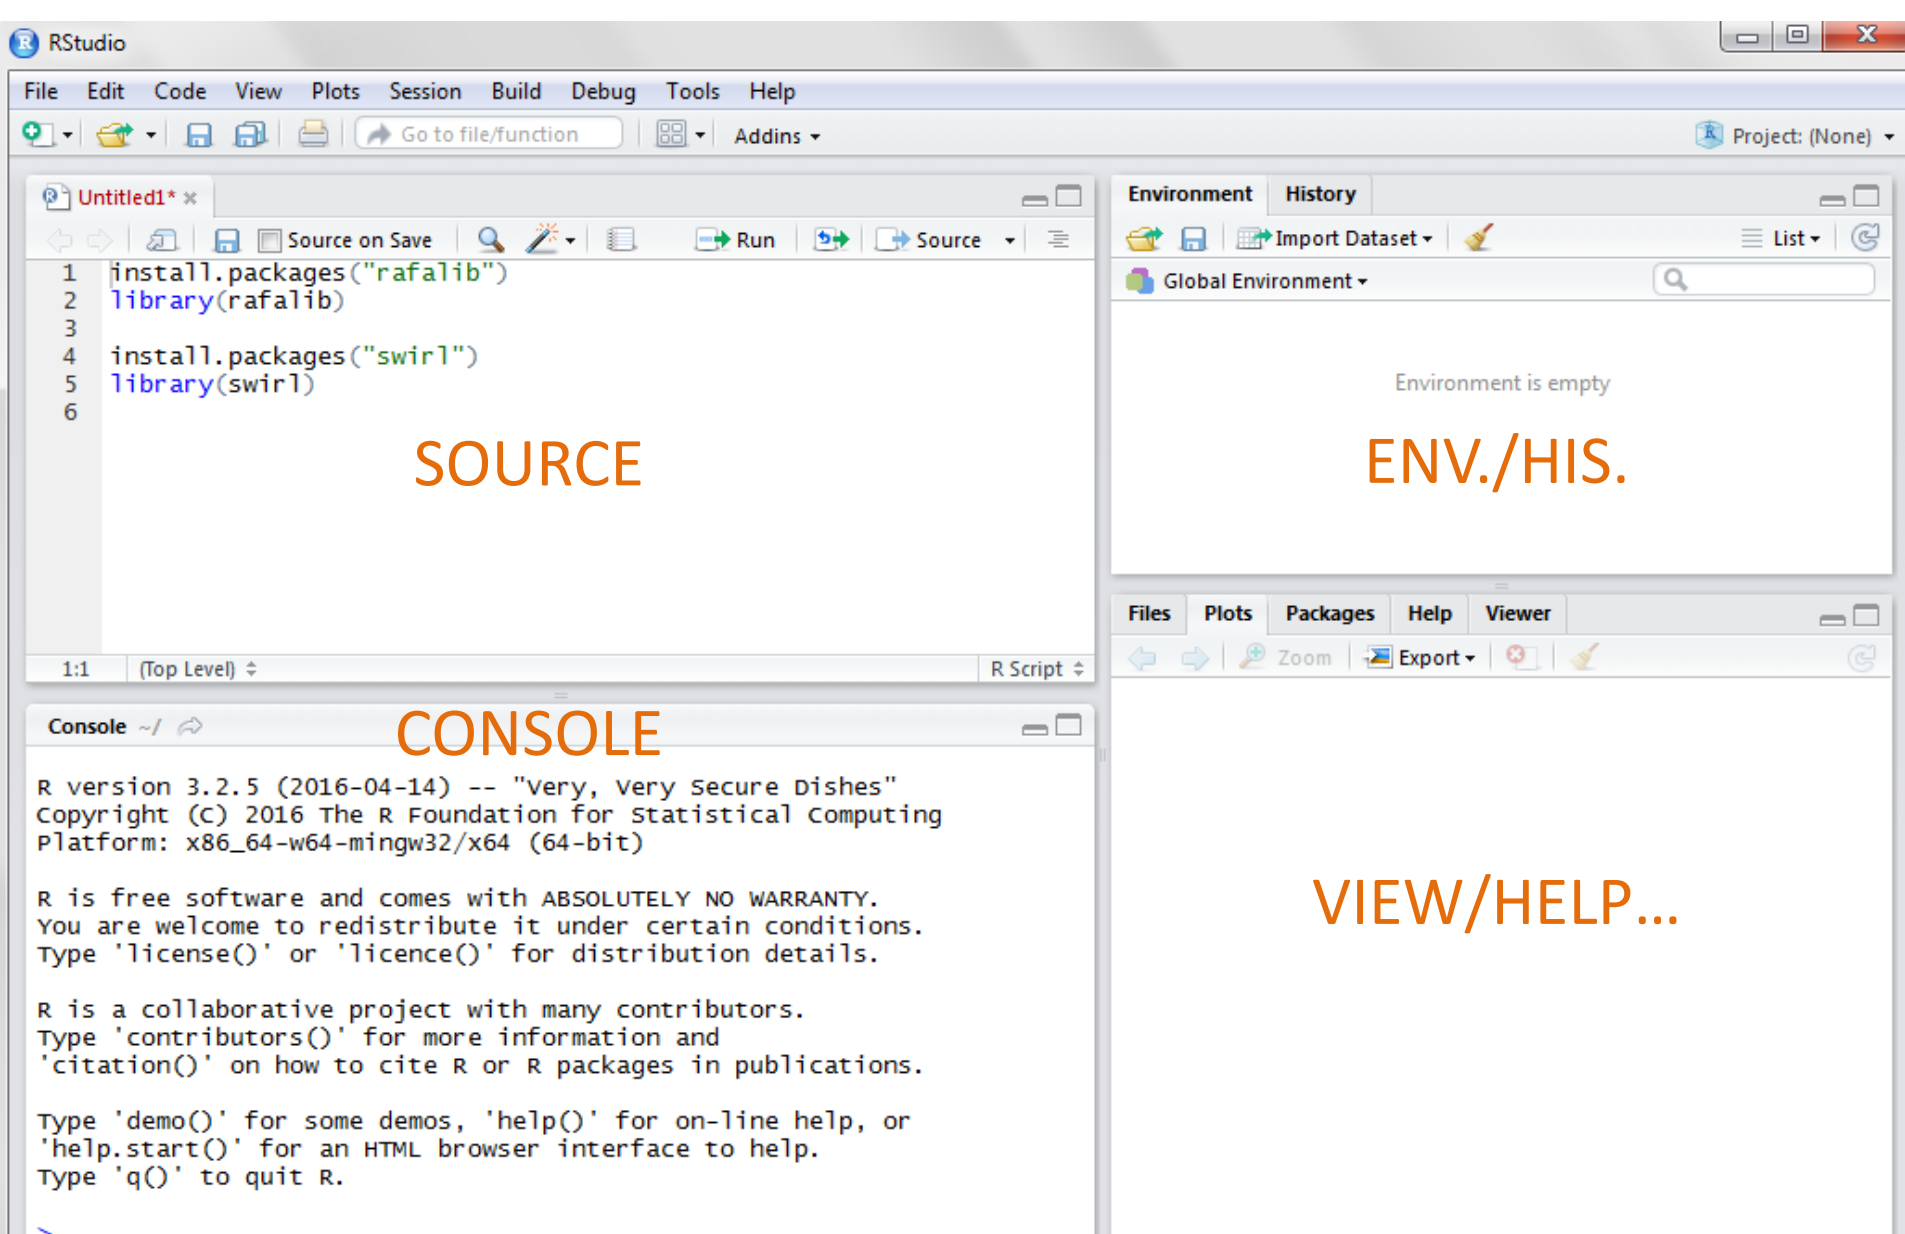 RStudio
File Edit Code View Plots Session Build Debug Tools Help
Go to file/function Addins Project: (None)
Untitled1*
Source on Save Run Source
1 install.packages("rafalib")
2 library(rafalib)
3
4 install.packages("swirl")
5 library(swirl)
6
SOURCE
1:1 (Top Level) R Script
Console ~/
CONSOLE
R version 3.2.5 (2016-04-14) -- "Very, Very Secure Dishes"
Copyright (C) 2016 The R Foundation for Statistical Computing
Platform: x86_64-w64-mingw32/x64 (64-bit)
R is free software and comes with ABSOLUTELY NO WARRANTY.
You are welcome to redistribute it under certain conditions.
Type 'license()' or 'licence()' for distribution details.
R is a collaborative project with many contributors.
Type 'contributors()' for more information and
'citation()' on how to cite R or R packages in publications.
Type 'demo()' for some demos, 'help()' for on-line help, or
'help.start()' for an HTML browser interface to help.
Type 'q()' to quit R.
>
Environment History
Import Dataset List
Global Environment
Environment is empty
ENV./HIS.
Files Plots Packages Help Viewer
Zoom Export
VIEW/HELP...